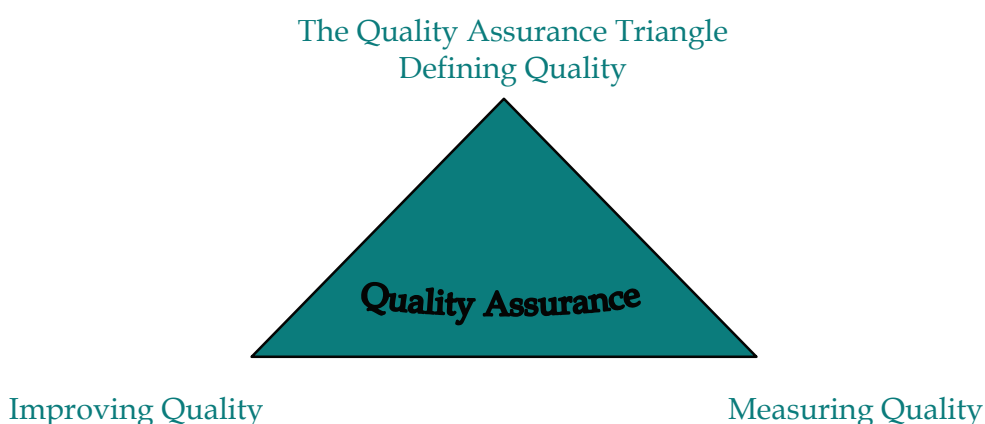 The Quality Assurance Triangle
Defining Quality
Quality Assurance
Improving Quality
Measuring Quality